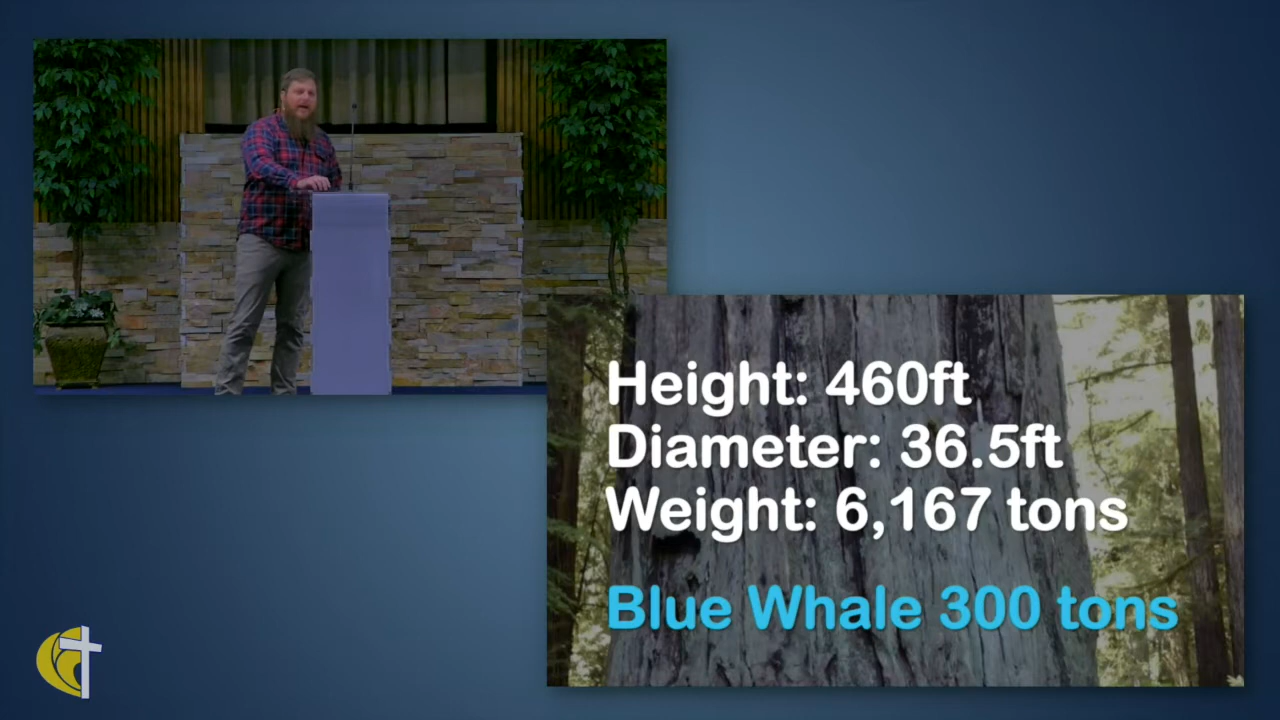 Height: 460ft
Diameter: 36.5ft
Weight: 6,167 tons
Blue Whale 300 tons